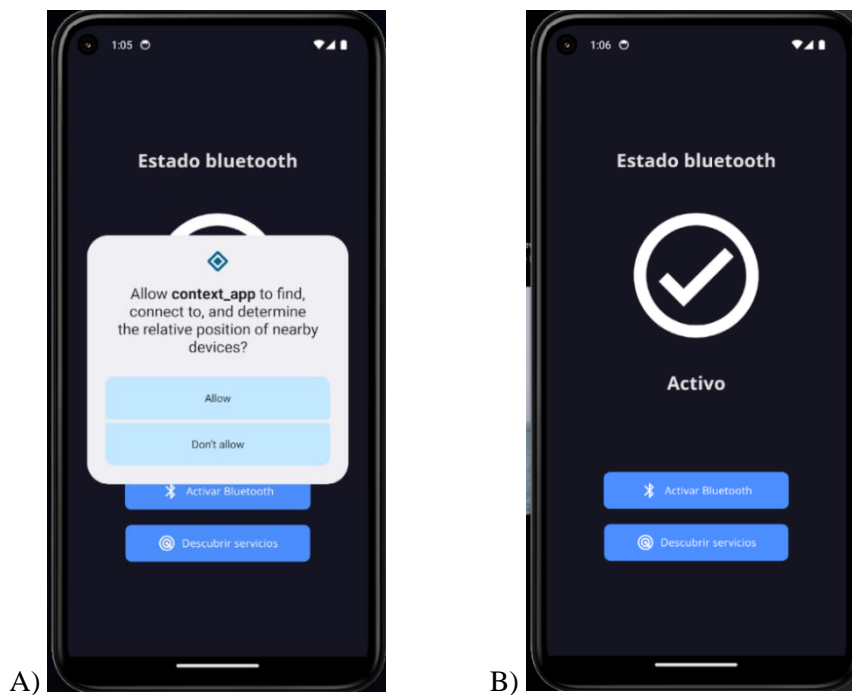 1:05
Estado bluetooth
Allow context_app to find,
connect to, and determine
the relative position of nearby
devices?
Allow
Don't allow
Activar Bluetooth
Descubrir servicios
A)
1:06
Estado bluetooth
Activo
Activar Bluetooth
Descubrir servicios
B)